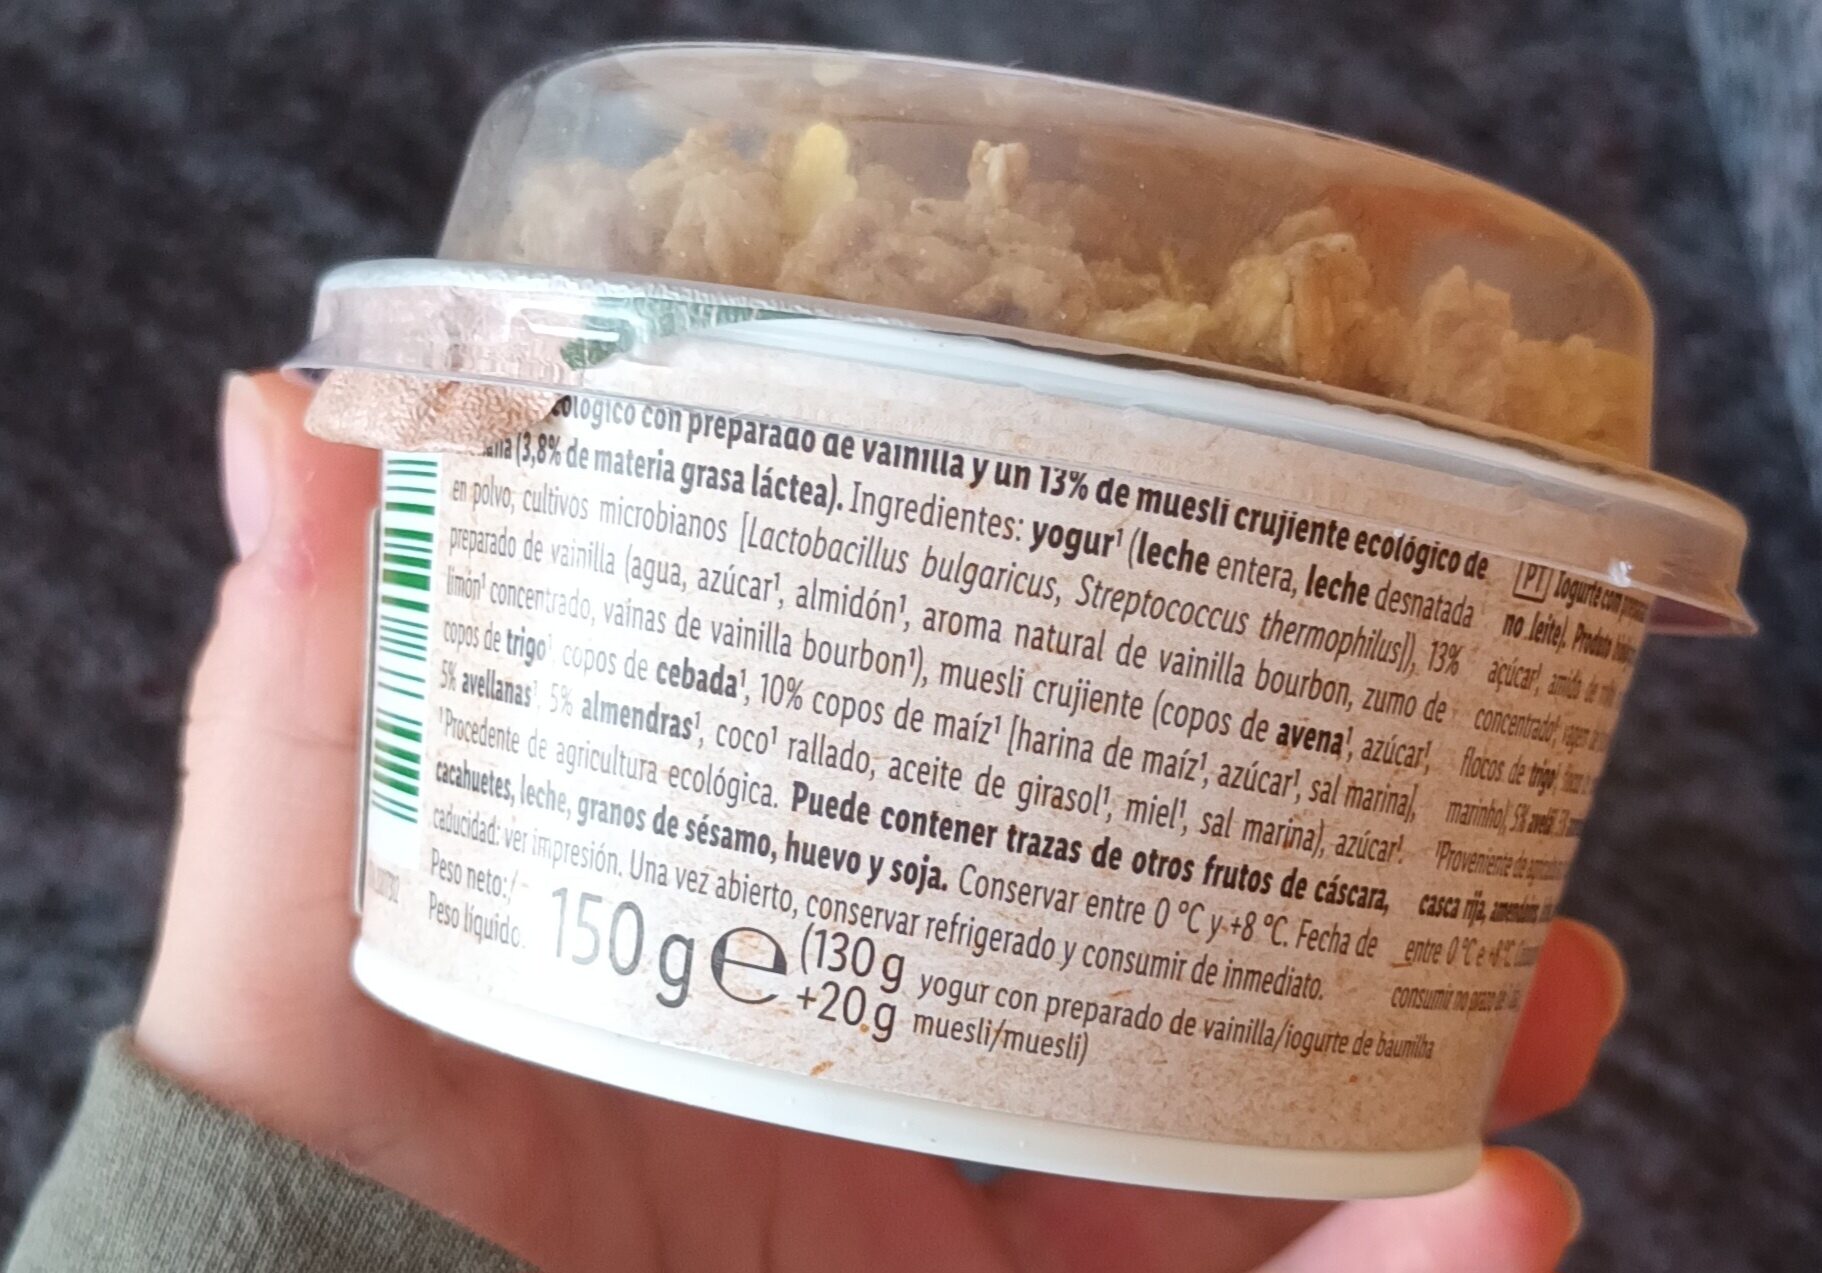 con preparado de vainilla y un 13% de muesli crujiente ecológico de
(3,8% de materia grasa láctea). Ingredientes: yogur¹ (leche entera, leche desnatada
en polvo, cultivos microbianos [Lactobacillus bulgaricus, Streptococcus thermophilus]), 13%
preparado de vainilla (agua, azúcar¹, almidón¹, aroma natural de vainilla bourbon, zumo de
limón¹ concentrado, vainas de vainilla bourbon¹), muesli crujiente (copos de avena¹, azúcar¹,
copos de trigo¹, copos de cebada¹, 10% copos de maíz¹ [harina de maíz¹, azúcar¹, sal marina],
5% avellanas¹, 5% almendras¹, coco¹ rallado, aceite de girasol¹, miel¹, sal marina), azúcar¹.
¹Procedente de agricultura ecológica. Puede contener trazas de otros frutos de cáscara,
cacahuetes, leche, granos de sésamo, huevo y soja. Conservar entre 0 °C y +8 °C. Fecha de
caducidad: ver impresión. Una vez abierto, conservar refrigerado y consumir de inmediato.
Peso neto:/
Peso líquido:
150 g e (130 g yogur con preparado de vainilla/iogurte de baunilha
+20 g muesli/muesli)
PT Iogurte com
no leite). Produto
açúcar¹, amido de
concentrado¹,
flocos de trigo¹,
marinho], 5%
¹Proveniente de
casca rija,
entre 0 °C e
consumir no prazo de